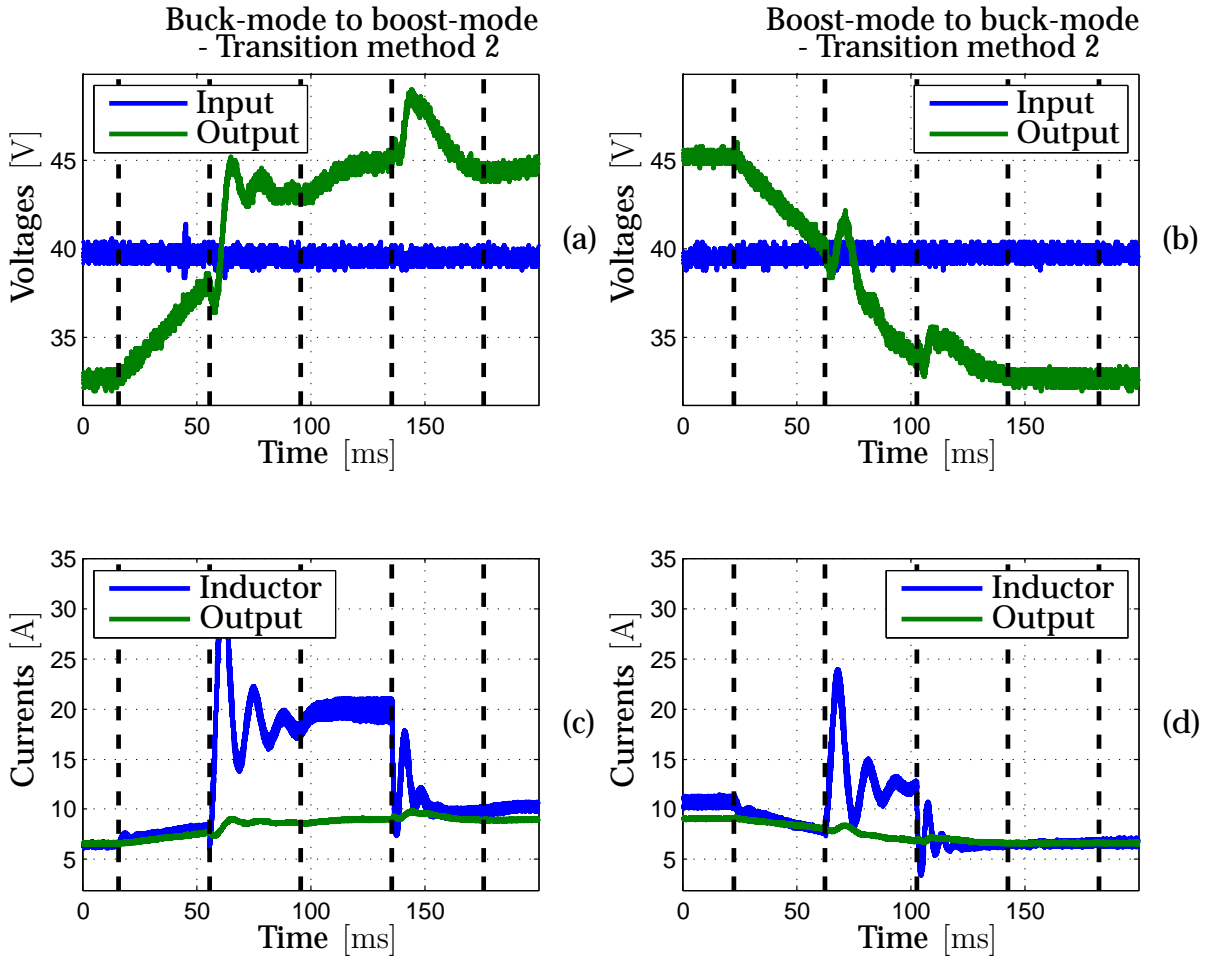 Buck-mode to boost-mode
- Transition method 2
Input
Output
45
40
35
0
50
100
150
Voltages [V]
Time [ms]
(a)
Boost-mode to buck-mode
- Transition method 2
Input
Output
45
40
35
0
50
100
150
Voltages [V]
Time [ms]
(b)
Inductor
Output
35
30
25
20
15
10
5
0
50
100
150
Currents [A]
Time [ms]
(c)
Inductor
Output
35
30
25
20
15
10
5
0
50
100
150
Currents [A]
Time [ms]
(d)